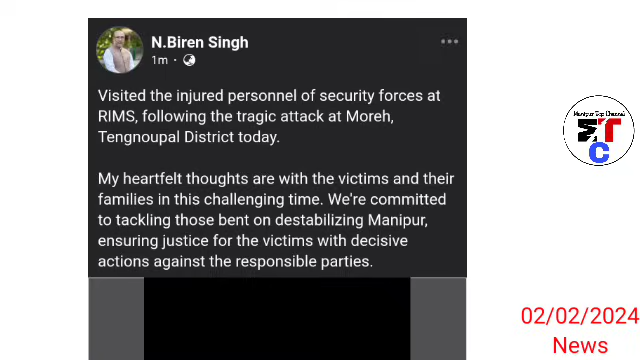 N.Biren Singh
1m ·
Visited the injured personnel of security forces at
RIMS, following the tragic attack at Moreh,
Tengnoupal District today.
My heartfelt thoughts are with the victims and their
families in this challenging time. We're committed
to tackling those bent on destabilizing Manipur,
ensuring justice for the victims with decisive
actions against the responsible parties.
Manipur Top Channel
02/02/2024
News